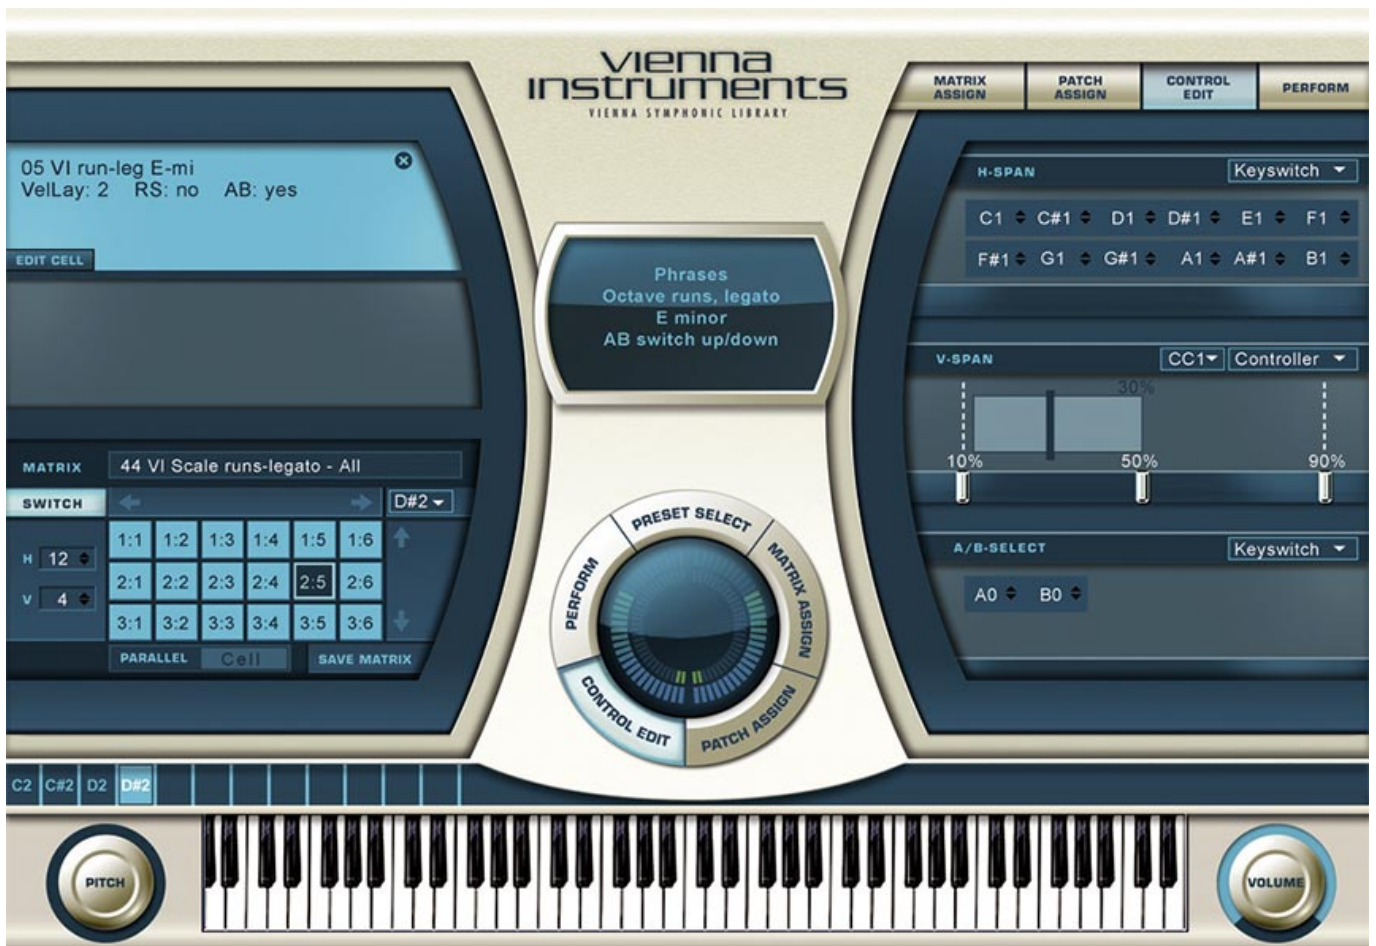 vienna
instruments
VIENNA SYMPHONIC LIBRARY
MATRIX ASSIGN
PATCH ASSIGN
CONTROL EDIT
PERFORM
05 VI run-leg E-mi
VelLay: 2 RS: no AB: yes
EDIT CELL
Phrases
Octave runs, legato
E minor
AB switch up/down
H-SPAN Keyswitch
C1 C#1 D1 D#1 E1 F1
F#1 G1 G#1 A1 A#1 B1
V-SPAN CC1 Controller
30%
10% 50% 90%
A/B-SELECT Keyswitch
A0 B0
MATRIX 44 VI Scale runs-legato - All
SWITCH D#2
H 12
V 4
1:1 1:2 1:3 1:4 1:5 1:6
2:1 2:2 2:3 2:4 2:5 2:6
3:1 3:2 3:3 3:4 3:5 3:6
PARALLEL Cell SAVE MATRIX
PRESET SELECT
MATRIX ASSIGN
PATCH ASSIGN
CONTROL EDIT
PERFORM
C2 C#2 D2 D#2
PITCH
VOLUME